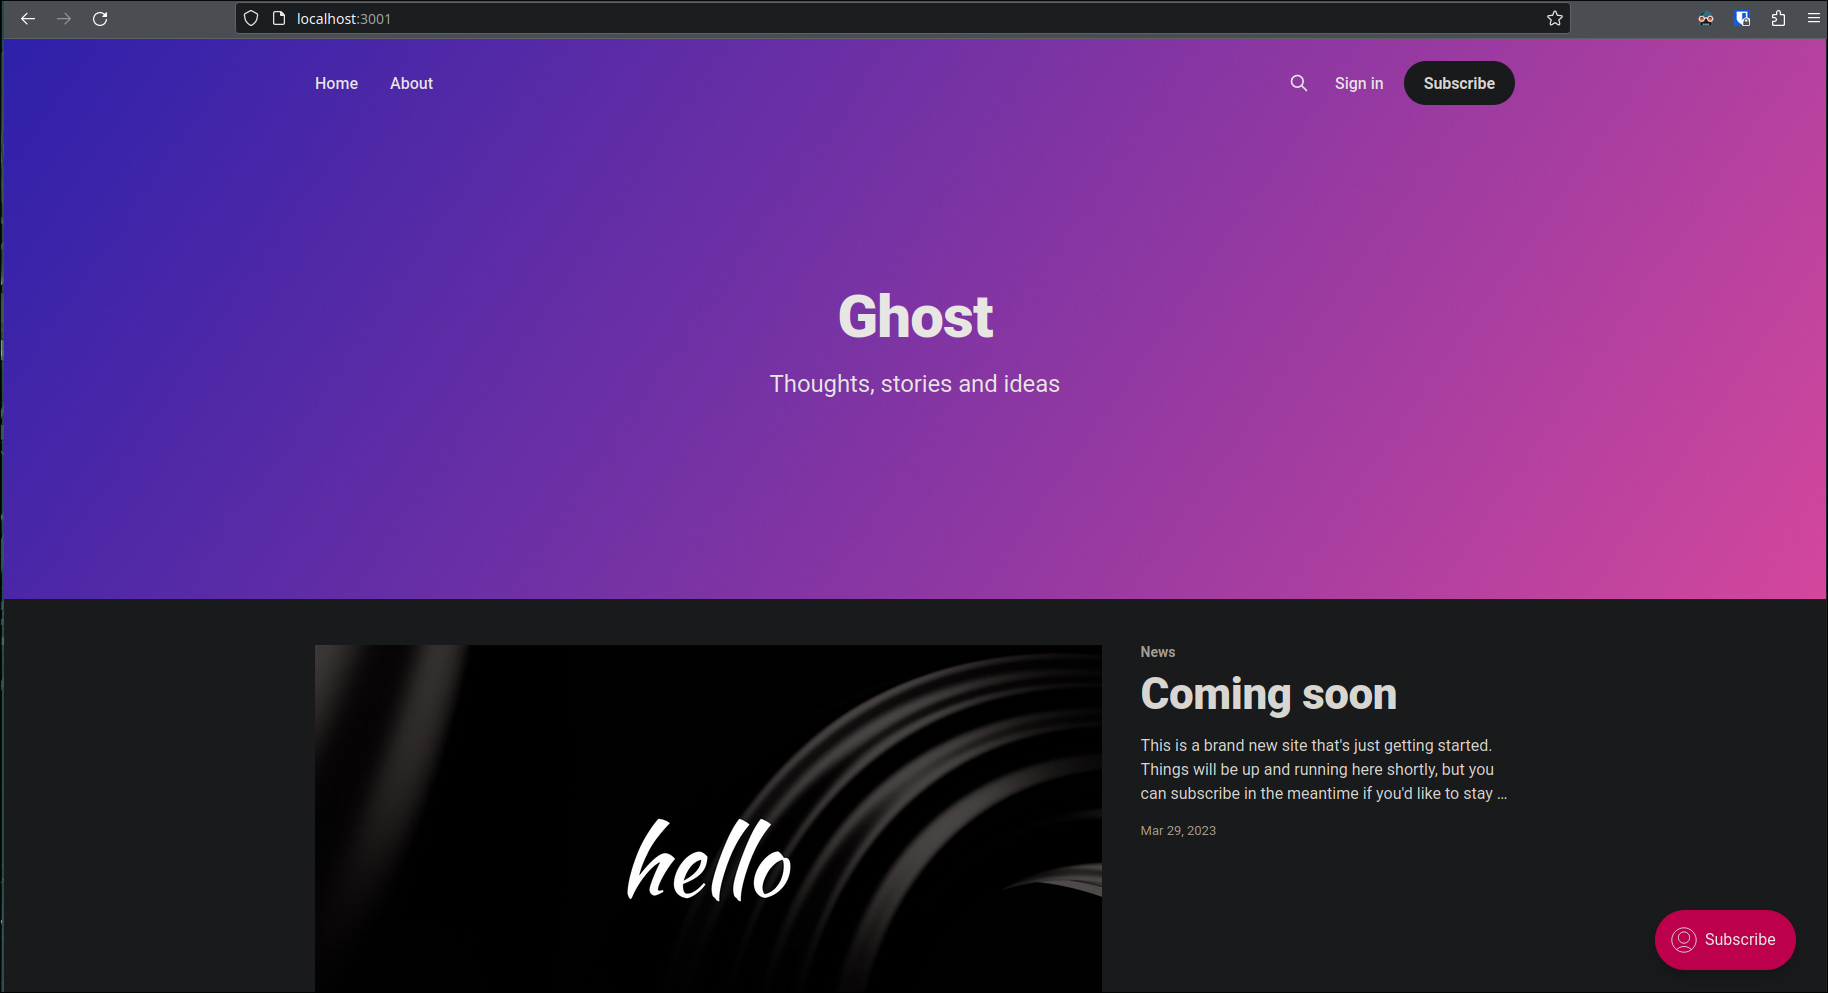 localhost:3001
Home About Sign in Subscribe
Ghost
Thoughts, stories and ideas
hello
News
Coming soon
This is a brand new site that's just getting started.
Things will be up and running here shortly, but you
can subscribe in the meantime if you'd like to stay ...
Mar 29, 2023
Subscribe